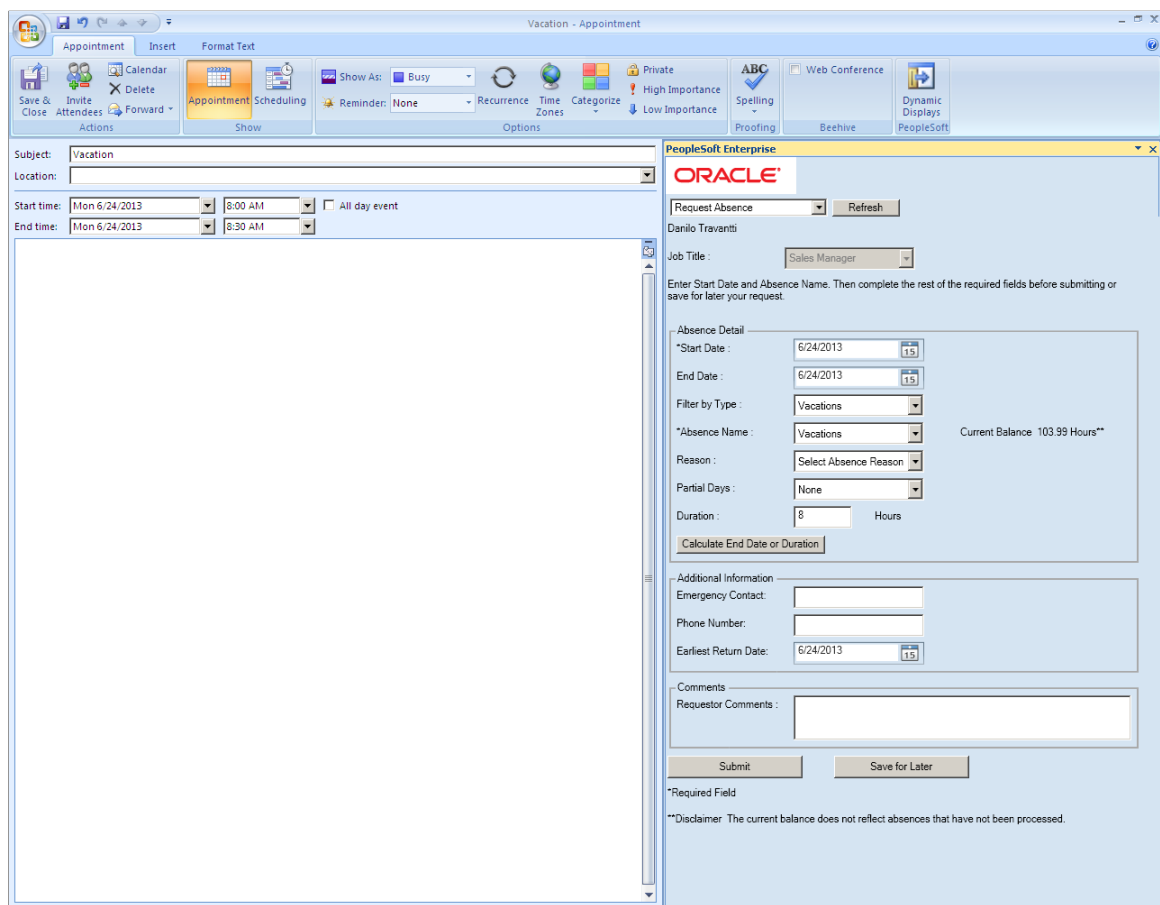 Vacation - Appointment
Appointment Insert Format Text
Save & Close
Invite Attendees
Calendar
Delete
Forward
Actions
Appointment
Scheduling
Show
Show As: Busy
Reminder: None
Recurrence
Time Zones
Categorize
Private
High Importance
Low Importance
Options
ABC
Spelling
Proofing
Web Conference
Beehive
Dynamic Displays
PeopleSoft
Subject: Vacation
Location:
Start time: Mon 6/24/2013 8:00 AM All day event
End time: Mon 6/24/2013 8:30 AM
PeopleSoft Enterprise
ORACLE
Request Absence Refresh
Danilo Travantti
Job Title : Sales Manager
Enter Start Date and Absence Name. Then complete the rest of the required fields before submitting or
save for later your request.
Absence Detail
*Start Date : 6/24/2013 15
End Date : 6/24/2013 15
Filter by Type : Vacations
*Absence Name : Vacations Current Balance 103.99 Hours**
Reason : Select Absence Reason
Partial Days : None
Duration : 8 Hours
Calculate End Date or Duration
Additional Information
Emergency Contact:
Phone Number:
Earliest Return Date: 6/24/2013 15
Comments
Requestor Comments :
Submit Save for Later
*Required Field
**Disclaimer The current balance does not reflect absences that have not been processed.